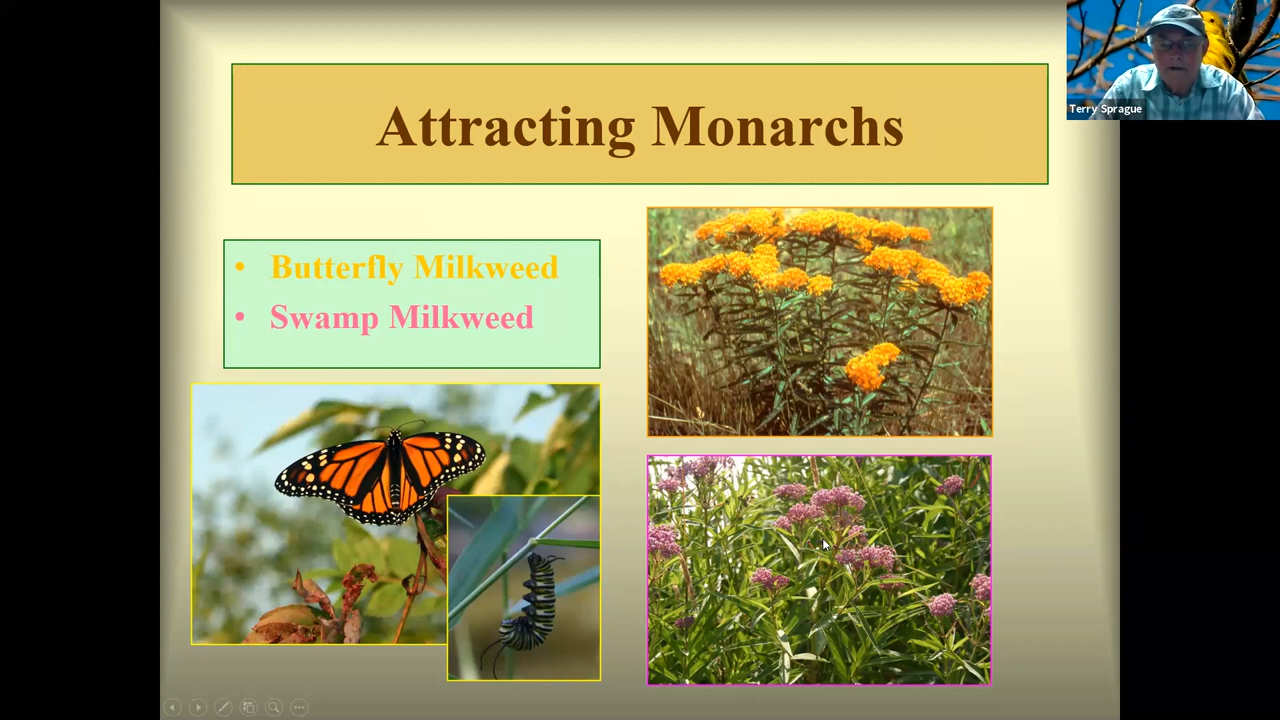 Attracting Monarchs
• Butterfly Milkweed
• Swamp Milkweed
Terry Sprague